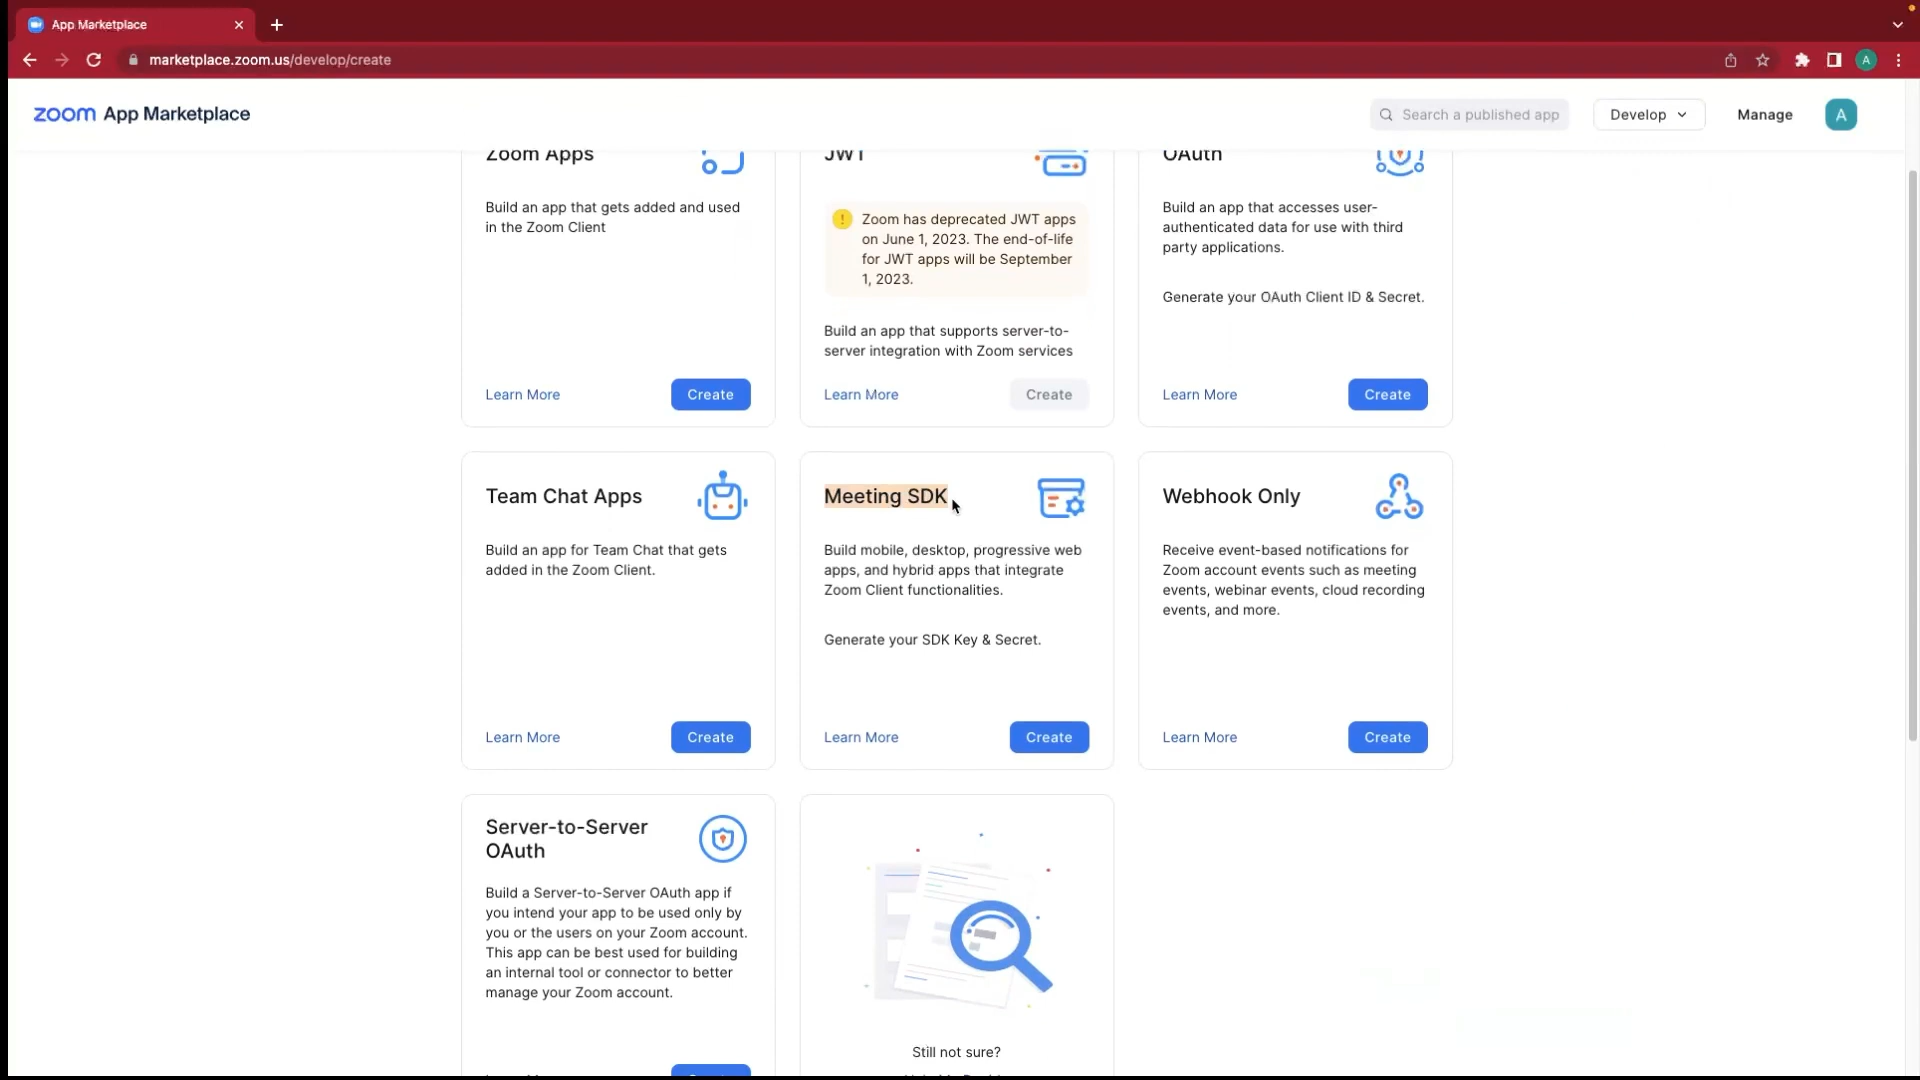 App Marketplace
marketplace.zoom.us/develop/create
A
zoom App Marketplace
Search a published app
Develop
Manage
A
Zoom Apps
Build an app that gets added and used
in the Zoom Client
Learn More
Create
JWT
Zoom has deprecated JWT apps
on June 1, 2023. The end-of-life
for JWT apps will be September
1, 2023.
Build an app that supports server-to-
server integration with Zoom services
Learn More
Create
OAuth
Build an app that accesses user-
authenticated data for use with third
party applications.
Generate your OAuth Client ID & Secret.
Learn More
Create
Team Chat Apps
Build an app for Team Chat that gets
added in the Zoom Client.
Learn More
Create
Meeting SDK
Build mobile, desktop, progressive web
apps, and hybrid apps that integrate
Zoom Client functionalities.
Generate your SDK Key & Secret.
Learn More
Create
Webhook Only
Receive event-based notifications for
Zoom account events such as meeting
events, webinar events, cloud recording
events, and more.
Learn More
Create
Server-to-Server
OAuth
Build a Server-to-Server OAuth app if
you intend your app to be used only by
you or the users on your Zoom account.
This app can be best used for building
an internal tool or connector to better
manage your Zoom account.
Still not sure?